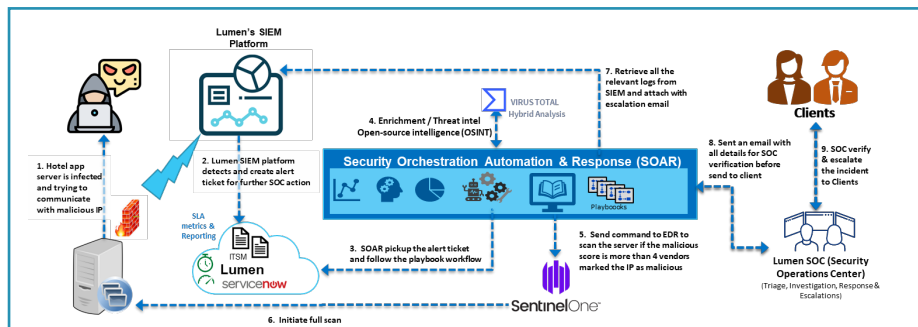 Lumen's SIEM
Platform
7. Retrieve all the
relevant logs from
SIEM and attach with
escalation email
VIRUS TOTAL
Hybrid Analysis
4. Enrichment / Threat intel
Open-source intelligence (OSINT)
Clients
1. Hotel app
server is infected
and trying to
communicate
with malicious IP
2. Lumen SIEM platform
detects and create alert
ticket for further SOC action
Security Orchestration Automation & Response (SOAR)
Playboooks
8. Sent an email with
all details for SOC
verification before
send to client
9. SOC verify
& escalate
the incident
to Clients
SLA
metrics &
Reporting
ITSM
Lumen
servicenow
3. SOAR pickup the alert ticket
and follow the playbook workflow
5. Send command to EDR to
scan the server if the malicious
score is more than 4 vendors
marked the IP as malicious
Lumen SOC (Security
Operations Center)
(Triage, Investigation, Response &
Escalations)
SentinelOne™
6. Initiate full scan